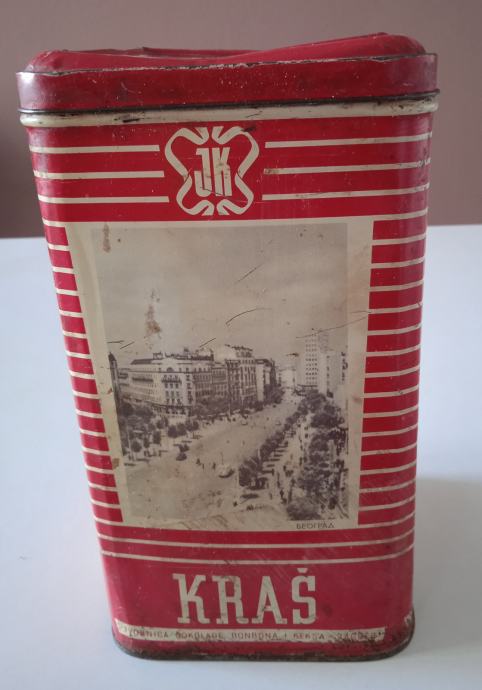 JK
БЕОГРАД
KRAŠ
TVORNICA ČOKOLADE, BONBONA I KEKSA - ZAGREB